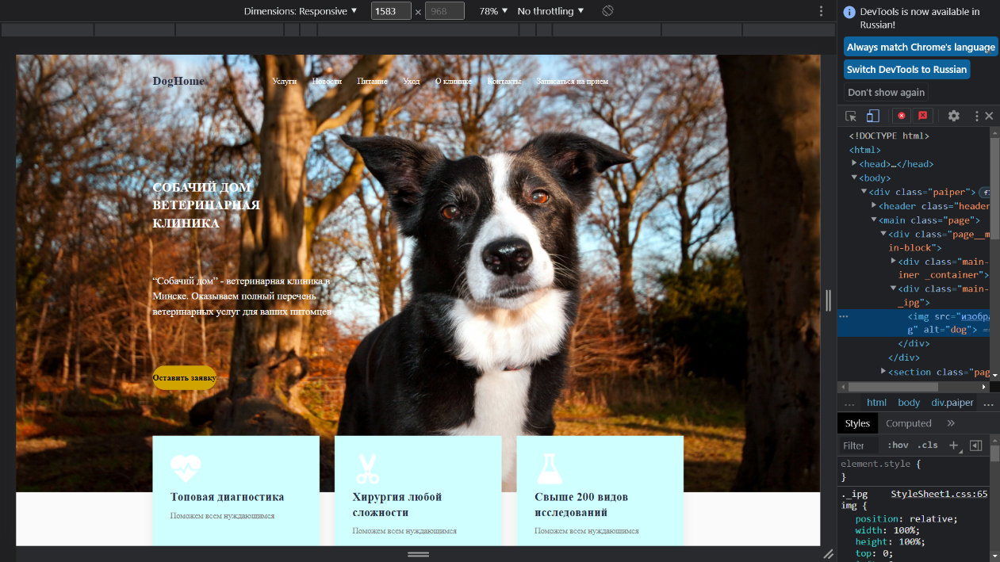 Dimensions: Responsive ▼ 1583 × 968 78% ▼ No throttling ▼
DevTools is now available in
Russian!
Always match Chrome's language
Switch DevTools to Russian
Don't show again
DogHome Услуги Новости Питание Уход О клинике Контакты Записаться на прием
СОБАЧИЙ ДОМ
ВЕТЕРИНАРНАЯ
КЛИНИКА
“Собачий дом” - ветеринарная клиника в
Минске. Оказываем полный перечень
ветеринарных услуг для ваших питомцев
Оставить заявку
Топовая диагностика
Поможем всем нуждающимся
Хирургия любой
сложности
Поможем всем нуждающимся
Свыше 200 видов
исследований
Поможем всем нуждающимся
<!DOCTYPE html>
<html>
<head>…</head>
<body>
<div class="paiper">
<header class="header
<main class="page">
<div class="page__m
in-block">
<div class="main-
iner _container">
<div class="main-
_ipg">
<img src="изобра
g" alt="dog"> ==
</div>
</div>
<section class="pag
... html body div.paiper ...
Styles Computed »
Filter :hov .cls +
element.style {
}
._ipg StyleSheet1.css:65
img {
position: relative;
width: 100%;
height: 100%;
top: 0;